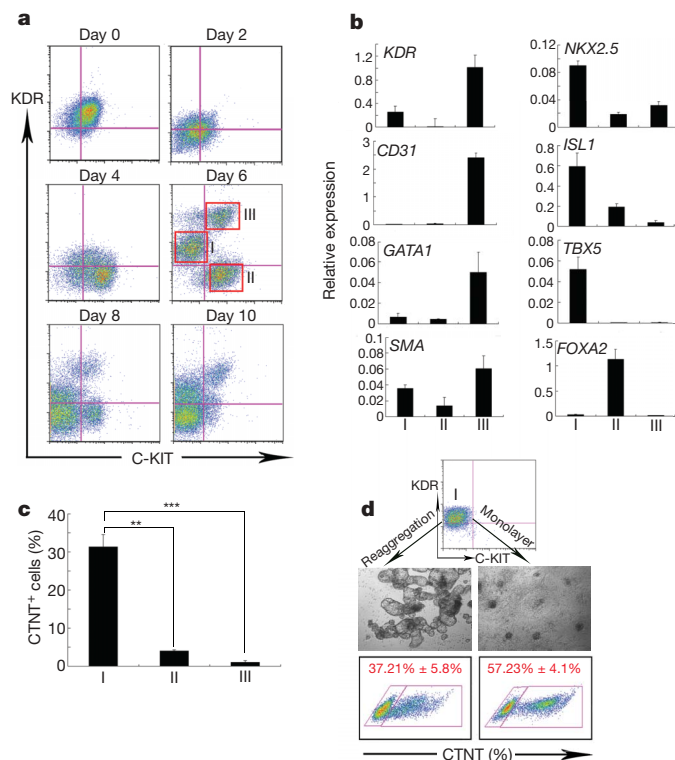 a
Day 0 Day 2
KDR
Day 4 Day 6
III
I
II
Day 8 Day 10
C-KIT
b
Relative expression
KDR
1.2
0.8
0.4
0
CD31
3
2
1
0
GATA1
0.08
0.06
0.04
0.02
0
SMA
0.1
0.08
0.06
0.04
0.02
0
I II III
NKX2.5
0.12
0.08
0.04
0
ISL1
0.8
0.6
0.4
0.2
0
TBX5
0.08
0.06
0.04
0.02
0
FOXA2
1.5
1
0.5
0
I II III
c
CTNT+ cells (%)
40
30
20
10
0
***
**
I II III
d
KDR
I
C-KIT
Reaggregation
Monolayer
37.21% ± 5.8% 57.23% ± 4.1%
CTNT (%)